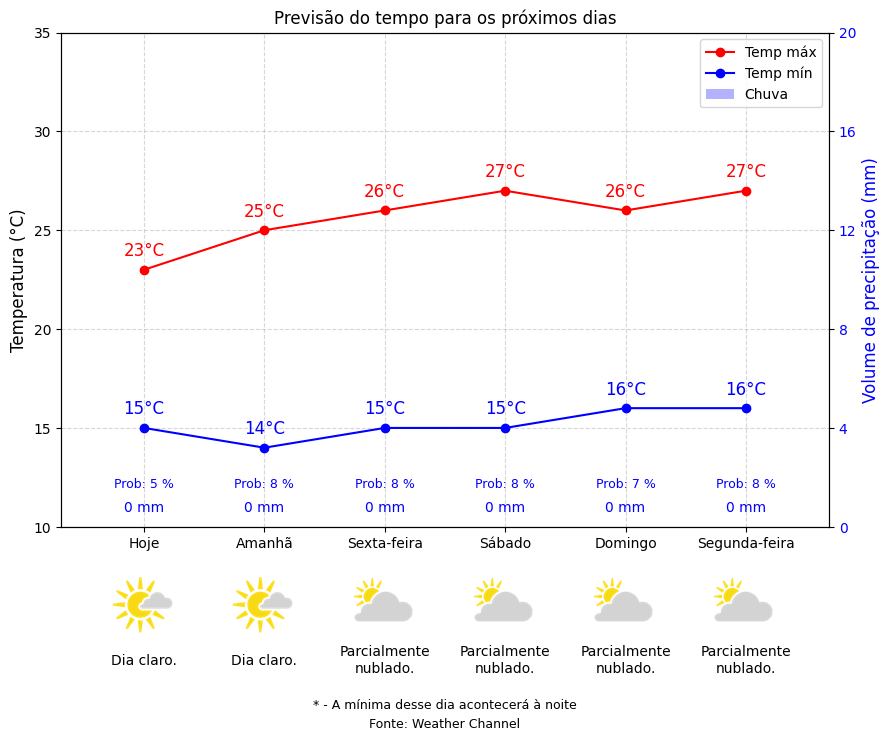 Previsão do tempo para os próximos dias
35
30
25
20
15
10
Temperatura (°C)
20
16
12
8
4
0
Volume de precipitação (mm)
Temp máx
Temp mín
Chuva
23°C
25°C
26°C
27°C
26°C
27°C
15°C
14°C
15°C
15°C
16°C
16°C
Prob: 5 %
Prob: 8 %
Prob: 8 %
Prob: 8 %
Prob: 7 %
Prob: 8 %
0 mm
0 mm
0 mm
0 mm
0 mm
0 mm
Hoje
Amanhã
Sexta-feira
Sábado
Domingo
Segunda-feira
Dia claro.
Dia claro.
Parcialmente
nublado.
Parcialmente
nublado.
Parcialmente
nublado.
Parcialmente
nublado.
* - A mínima desse dia acontecerá à noite
Fonte: Weather Channel